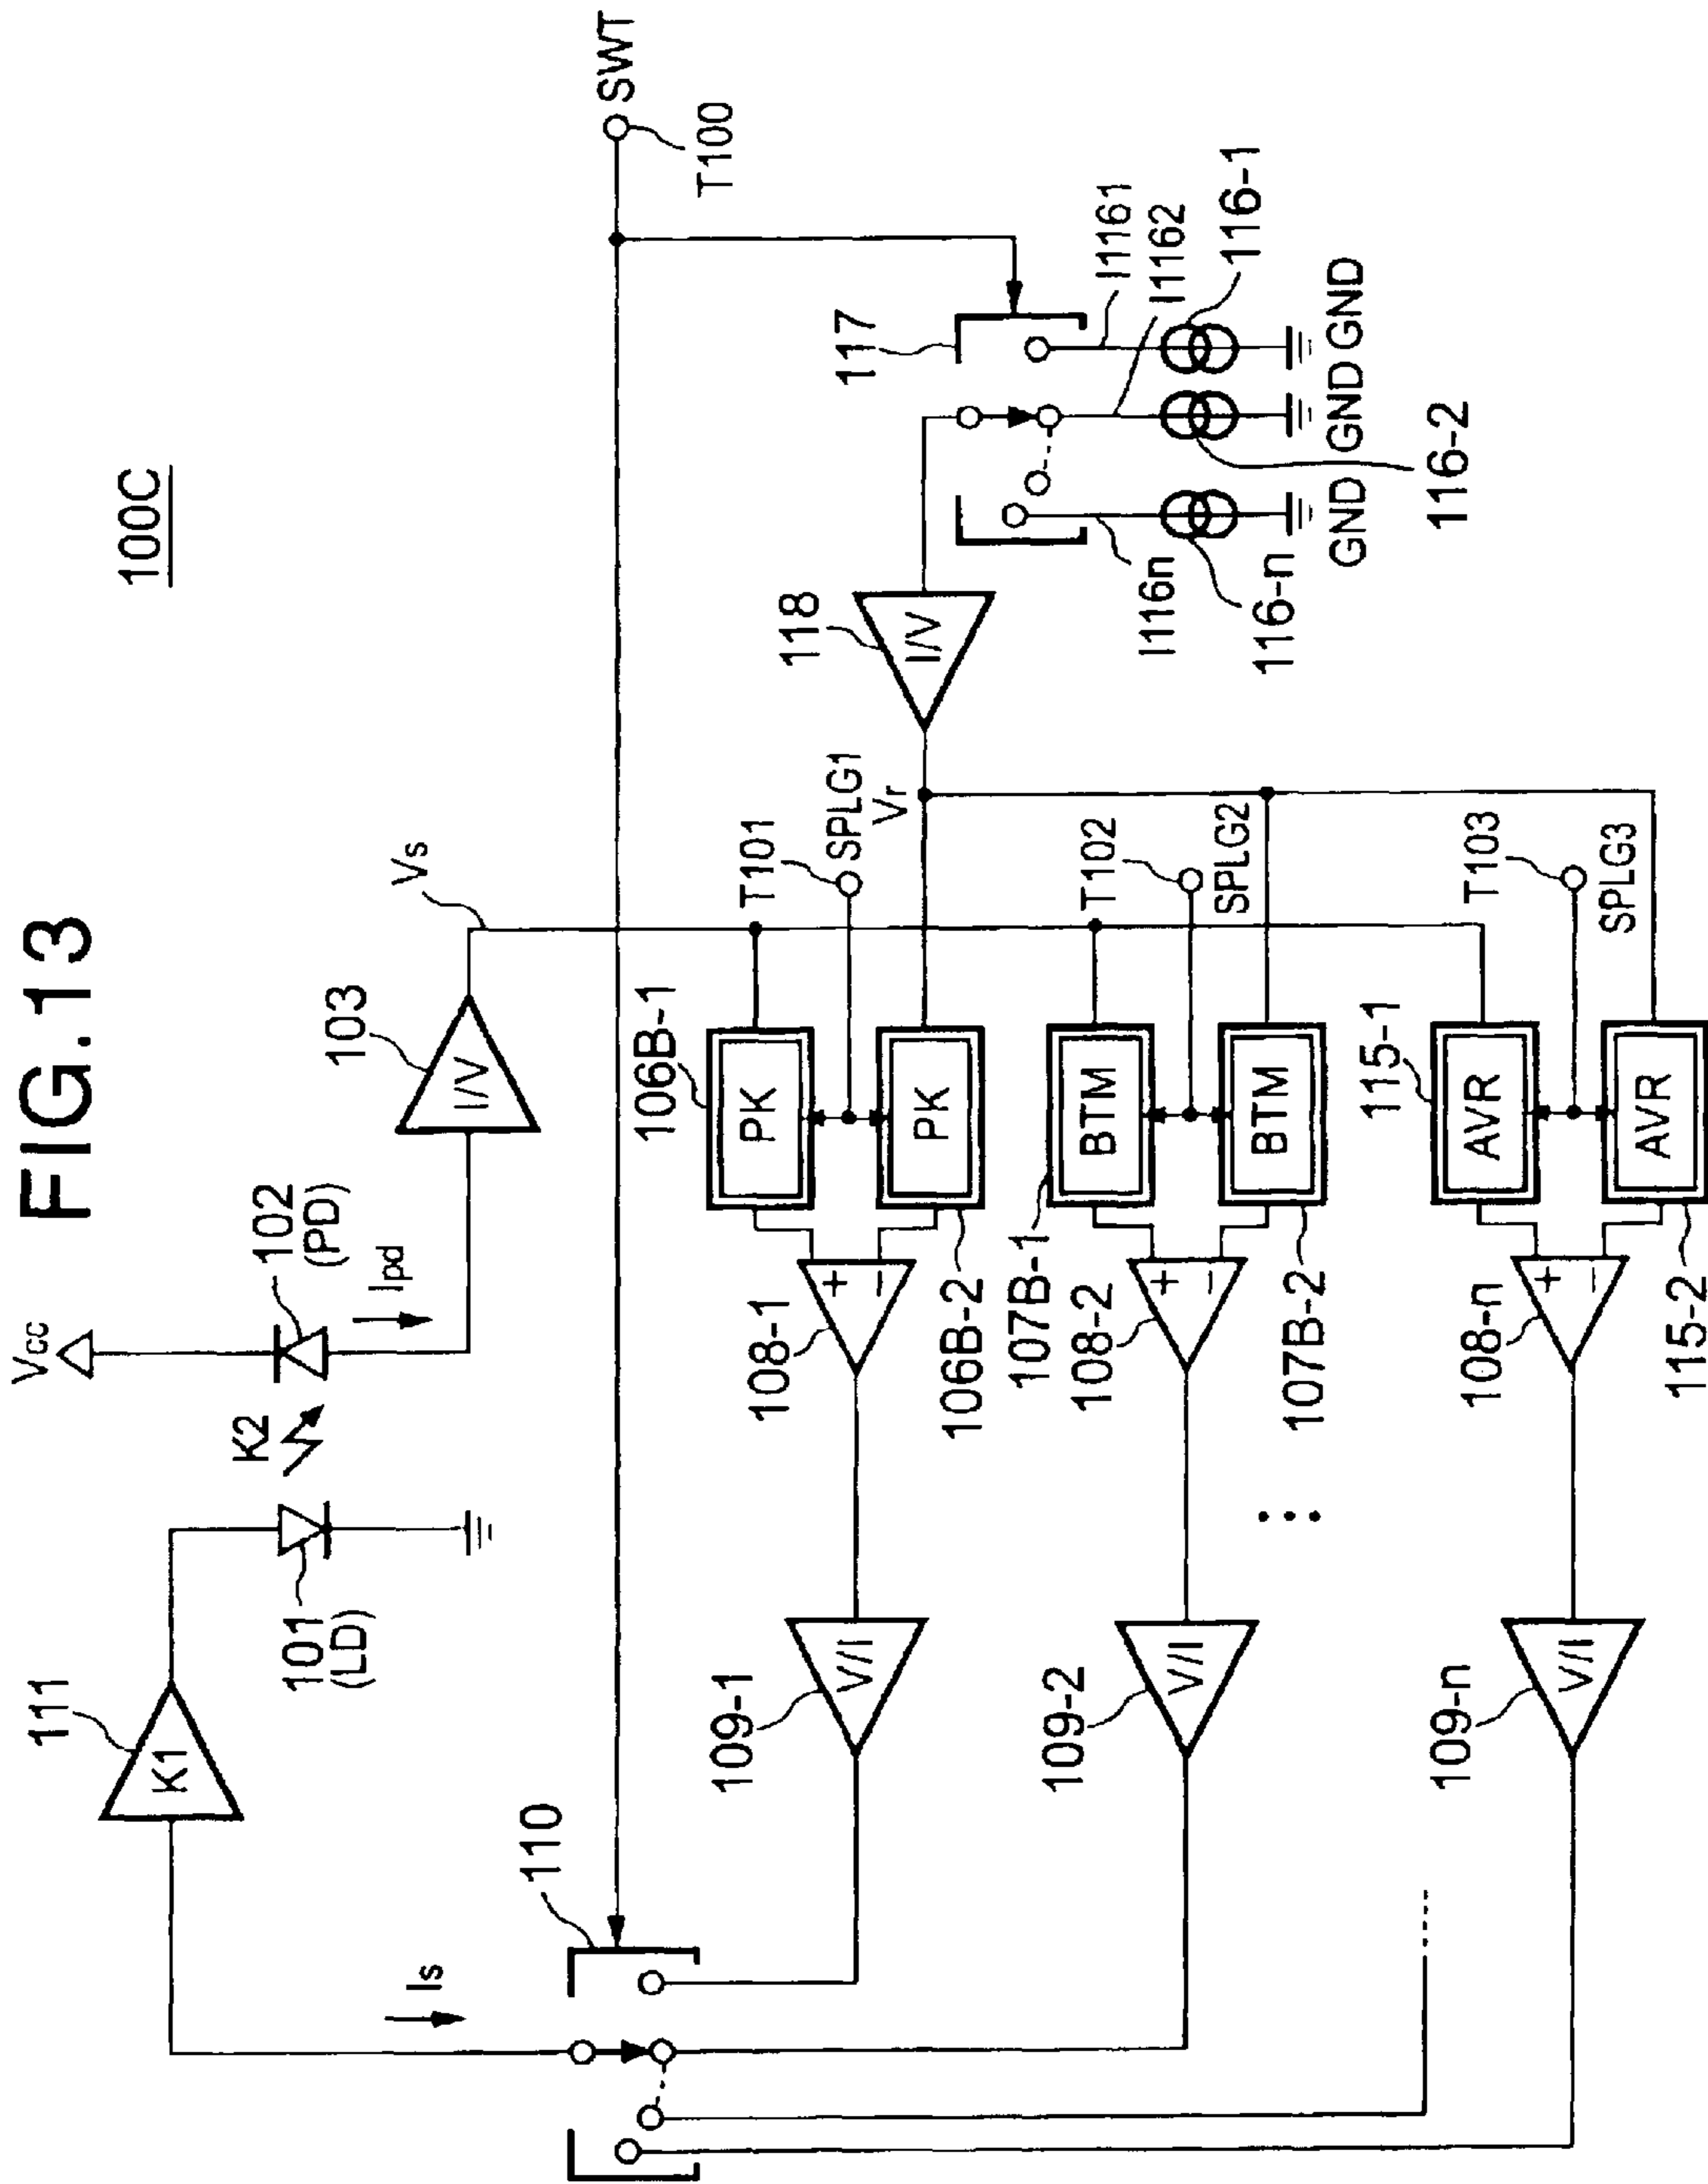 FIG.13
100C
Vcc
111
K1
101
(LD)
K2
102
(PD)
Ipd
103
I/V
Vs
Is
110
SWT
T100
109-1
V/I
108-1
+
−
106B-1
PK
PK
106B-2
T101
SPLG1
Vr
118
I/V
117
I1161
I1162
I116n
116-1
116-2
116-n
GND
GND
GND
109-2
V/I
108-2
+
−
107B-1
BTM
BTM
107B-2
T102
SPLG2
109-n
V/I
108-n
+
−
115-1
AVR
AVR
115-2
T103
SPLG3